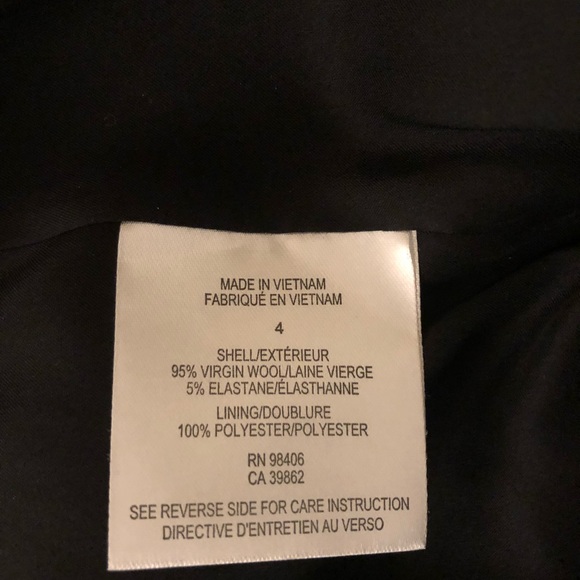 MADE IN VIETNAM
FABRIQUÉ EN VIETNAM
4
SHELL/EXTÉRIEUR
95% VIRGIN WOOL/LAINE VIERGE
5% ELASTANE/ÉLASTHANNE
LINING/DOUBLURE
100% POLYESTER/POLYESTER
RN 98406
CA 39862
SEE REVERSE SIDE FOR CARE INSTRUCTION
DIRECTIVE D'ENTRETIEN AU VERSO